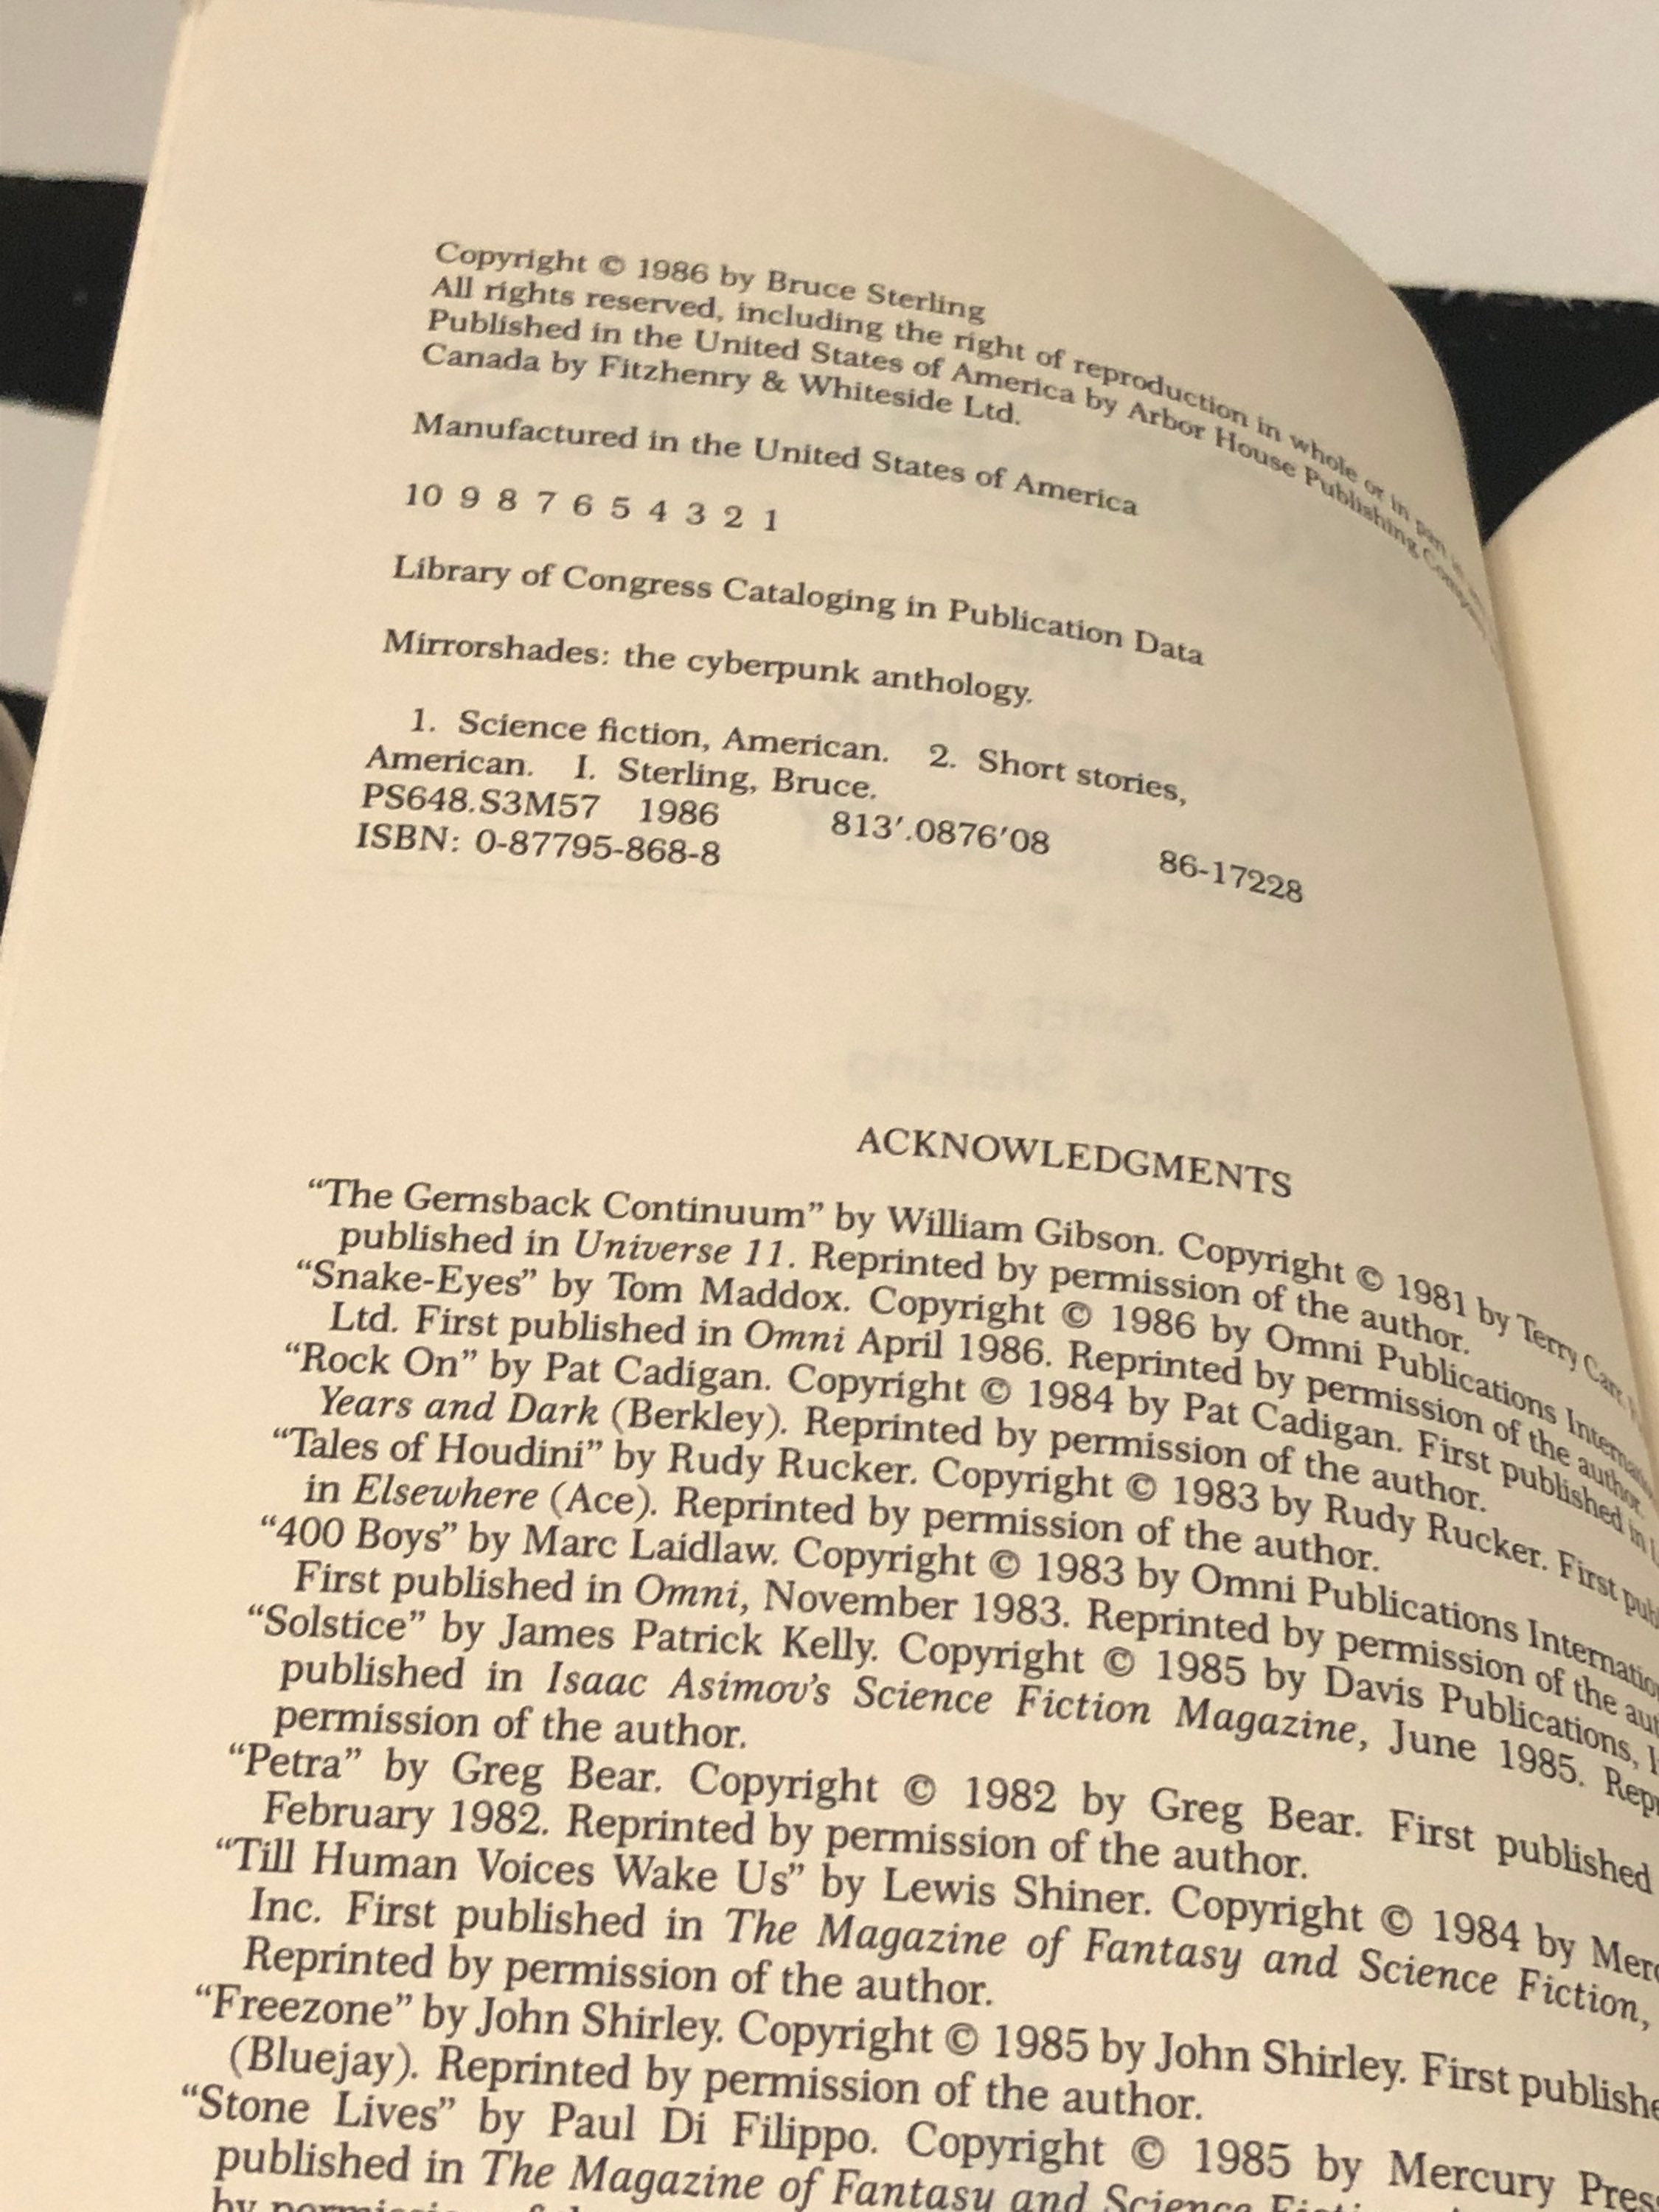 Copyright © 1986 by Bruce Sterling
All rights reserved, including the right of reproduction in whole or in part
Published in the United States of America by Arbor House Publishing Company
Canada by Fitzhenry & Whiteside Ltd.
Manufactured in the United States of America
10 9 8 7 6 5 4 3 2 1
Library of Congress Cataloging in Publication Data
Mirrorshades: the cyberpunk anthology.
1. Science fiction, American. 2. Short stories,
American. I. Sterling, Bruce.
PS648.S3M57 1986 813'.0876'08 86-17228
ISBN: 0-87795-868-8
ACKNOWLEDGMENTS
“The Gernsback Continuum” by William Gibson. Copyright © 1981 by Terry Carr.
published in Universe 11. Reprinted by permission of the author.
“Snake-Eyes” by Tom Maddox. Copyright © 1986 by Omni Publications
Ltd. First published in Omni April 1986. Reprinted by permission of the author.
“Rock On” by Pat Cadigan. Copyright © 1984 by Pat Cadigan. First published in
Years and Dark (Berkley). Reprinted by permission of the author.
“Tales of Houdini” by Rudy Rucker. Copyright © 1983 by Rudy Rucker. First
in Elsewhere (Ace). Reprinted by permission of the author.
“400 Boys” by Marc Laidlaw. Copyright © 1983 by Omni Publications
First published in Omni, November 1983. Reprinted by permission of the
“Solstice” by James Patrick Kelly. Copyright © 1985 by Davis Publications,
published in Isaac Asimov's Science Fiction Magazine, June 1985.
permission of the author.
“Petra” by Greg Bear. Copyright © 1982 by Greg Bear. First published
February 1982. Reprinted by permission of the author.
“Till Human Voices Wake Us” by Lewis Shiner. Copyright © 1984 by
Inc. First published in The Magazine of Fantasy and Science Fiction,
Reprinted by permission of the author.
“Freezone” by John Shirley. Copyright © 1985 by John Shirley. First
(Bluejay). Reprinted by permission of the author.
“Stone Lives” by Paul Di Filippo. Copyright © 1985 by Mercury Press
published in The Magazine of Fantasy and Science
by permission of